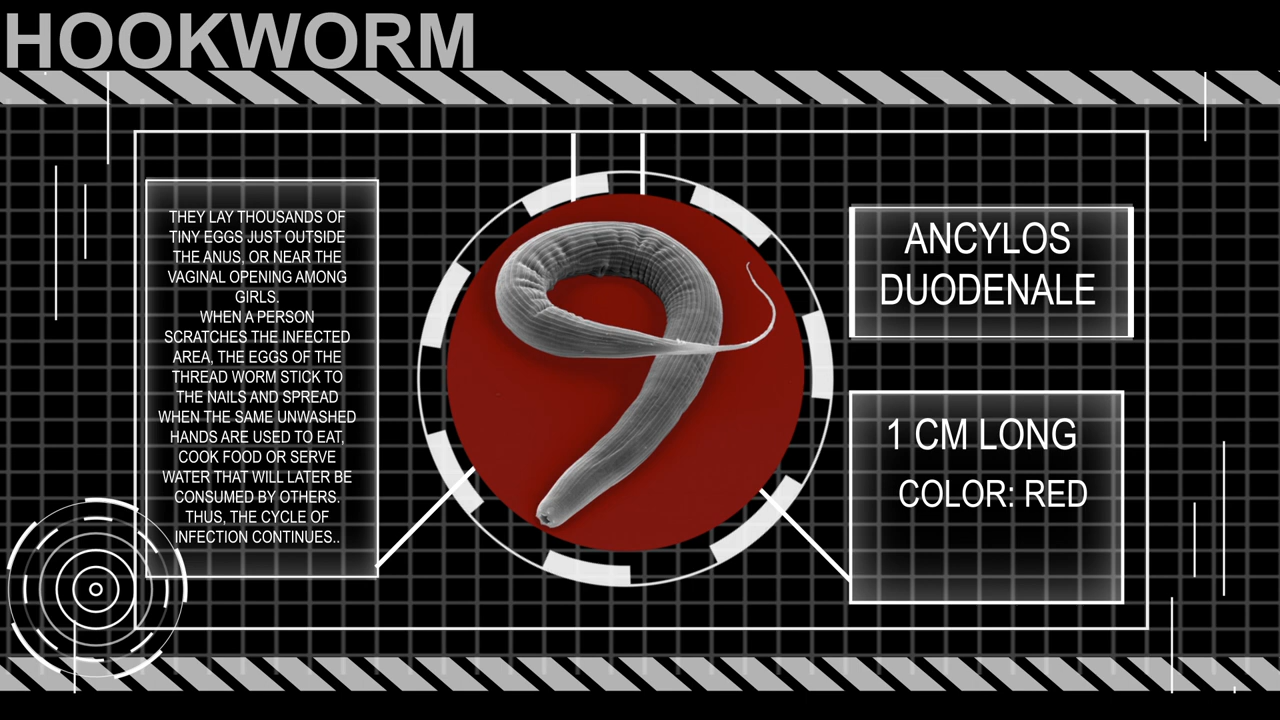 HOOKWORM
THEY LAY THOUSANDS OF
TINY EGGS JUST OUTSIDE
THE ANUS, OR NEAR THE
VAGINAL OPENING AMONG
GIRLS.
WHEN A PERSON
SCRATCHES THE INFECTED
AREA, THE EGGS OF THE
THREAD WORM STICK TO
THE NAILS AND SPREAD
WHEN THE SAME UNWASHED
HANDS ARE USED TO EAT,
COOK FOOD OR SERVE
WATER THAT WILL LATER BE
CONSUMED BY OTHERS.
THUS, THE CYCLE OF
INFECTION CONTINUES..
ANCYLOS
DUODENALE
1 CM LONG
COLOR: RED